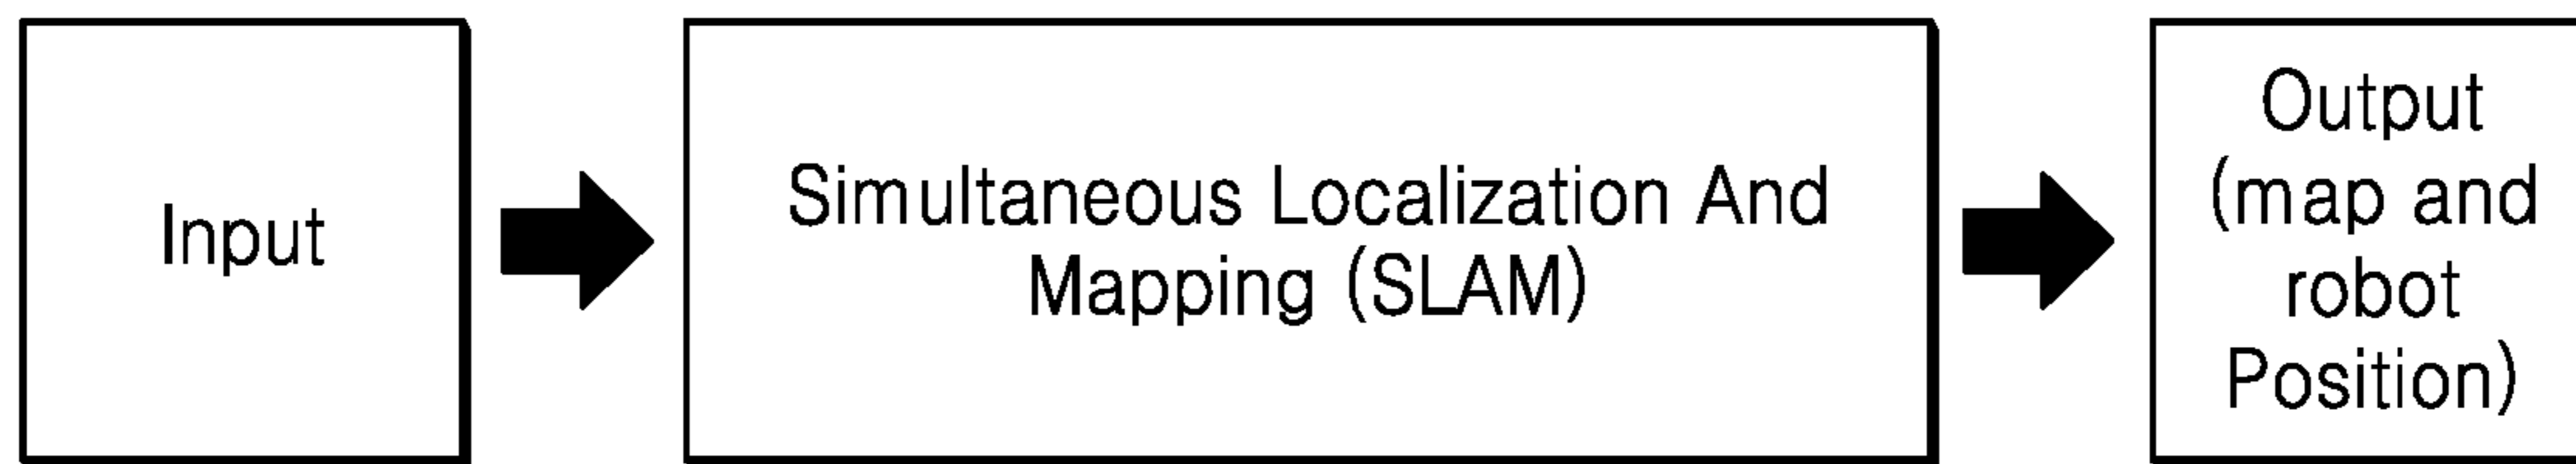 Input
Simultaneous Localization And
Mapping (SLAM)
Output
(map and
robot
Position)